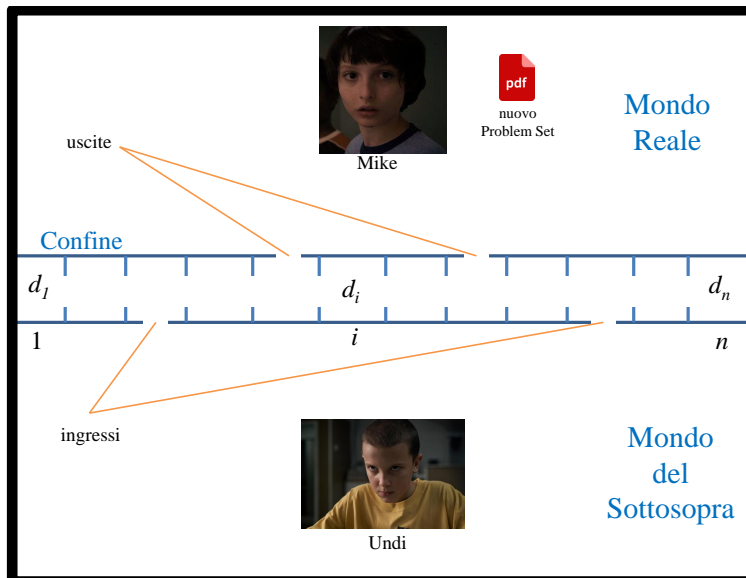 pdf
nuovo
Problem Set
Mondo
Reale
uscite
Mike
Confine
d1
di
dn
1
i
n
ingressi
Mondo
del
Sottosopra
Undi